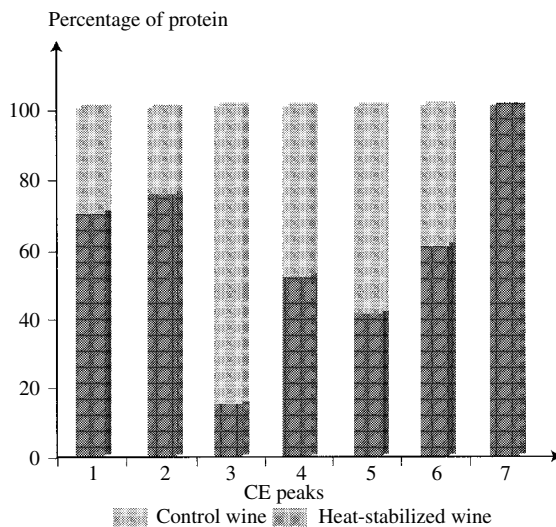 Percentage of protein
100
80
60
40
20
0
1 2 3 4 5 6 7
CE peaks
Control wine Heat-stabilized wine